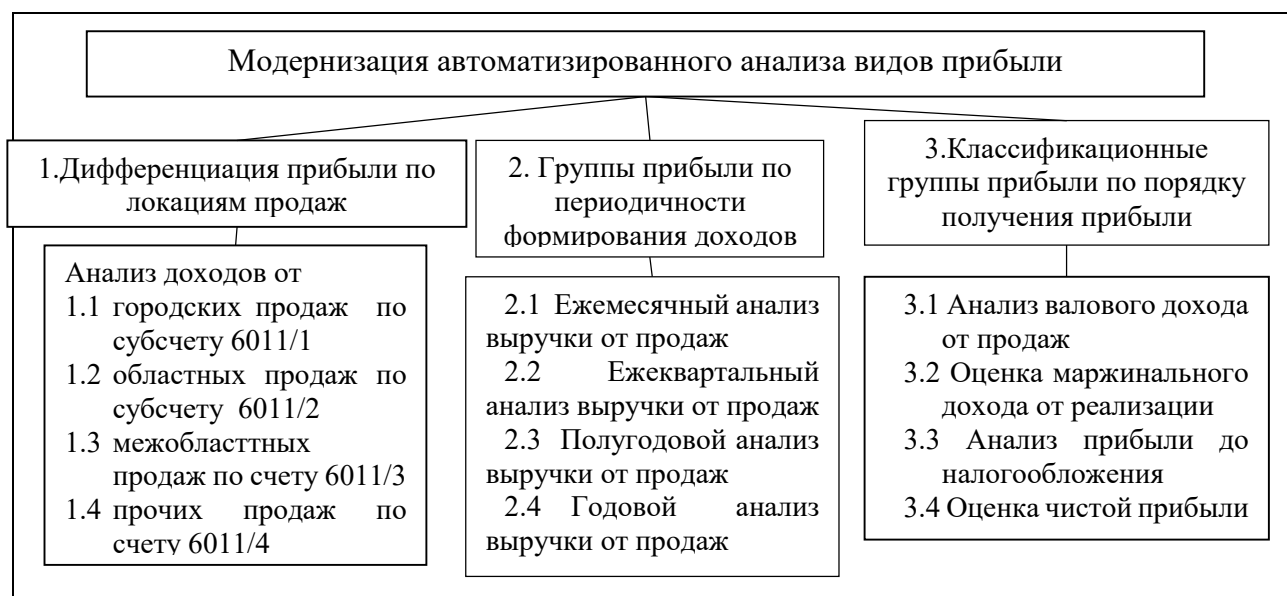 Модернизация автоматизированного анализа видов прибыли
1.Дифференциация прибыли по
локациям продаж
2. Группы прибыли по
периодичности
формирования доходов
3.Классификационные
группы прибыли по порядку
получения прибыли
Анализ доходов от
1.1 городских продаж по
субсчету 6011/1
1.2 областных продаж по
субсчету 6011/2
1.3 межобласттных
продаж по счету 6011/3
1.4 прочих продаж по
счету 6011/4
2.1 Ежемесячный анализ
выручки от продаж
2.2 Ежеквартальный
анализ выручки от продаж
2.3 Полугодовой анализ
выручки от продаж
2.4 Годовой анализ
выручки от продаж
3.1 Анализ валового дохода
от продаж
3.2 Оценка маржинального
дохода от реализации
3.3 Анализ прибыли до
налогообложения
3.4 Оценка чистой прибыли